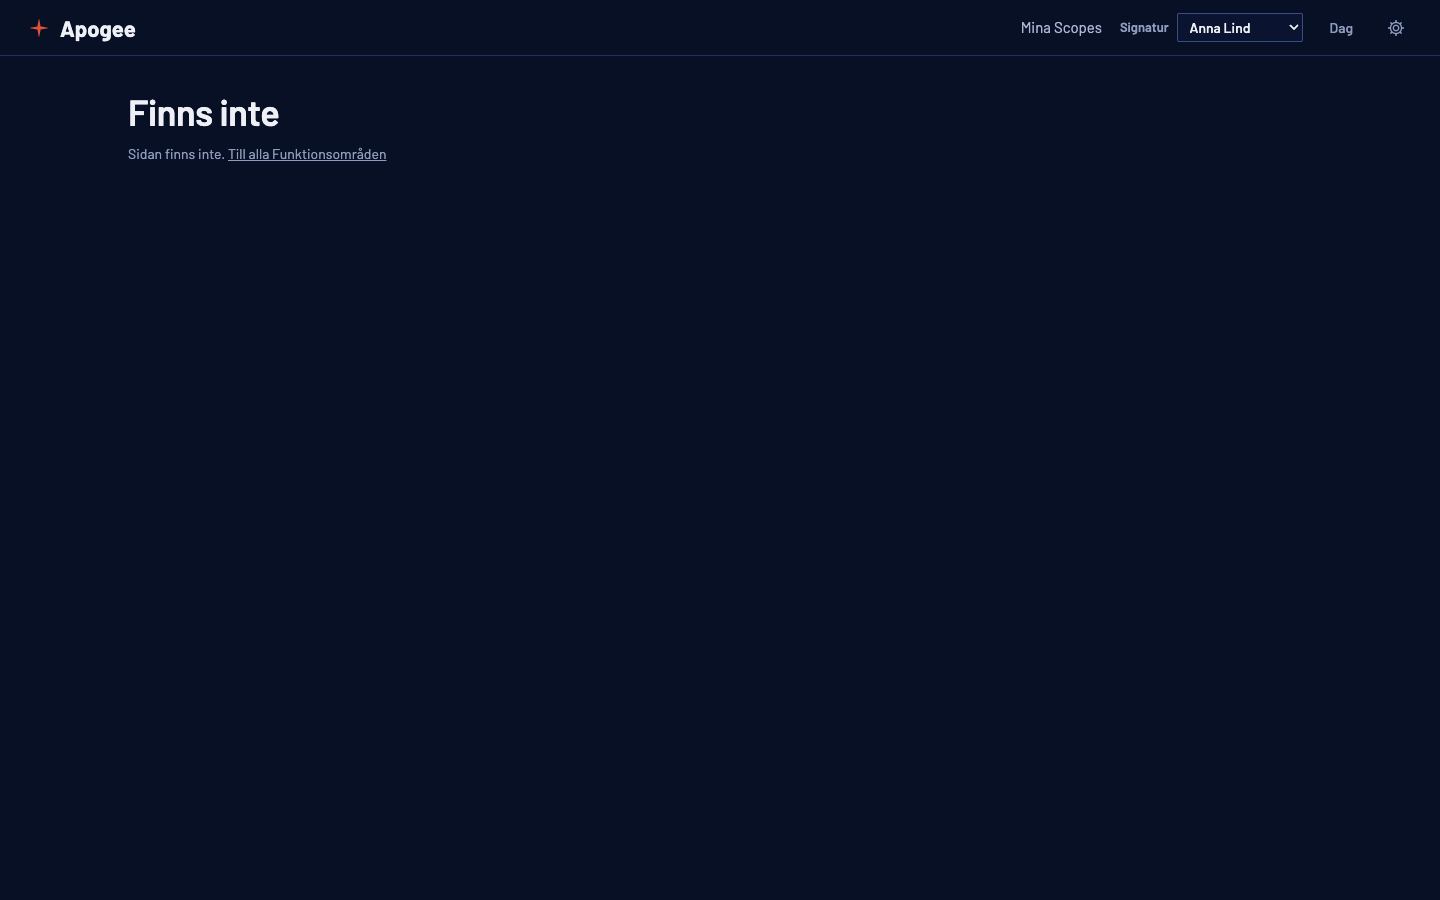 Apogee
Mina Scopes
Signatur
Anna Lind
Dag
Finns inte
Sidan finns inte. Till alla Funktionsområden